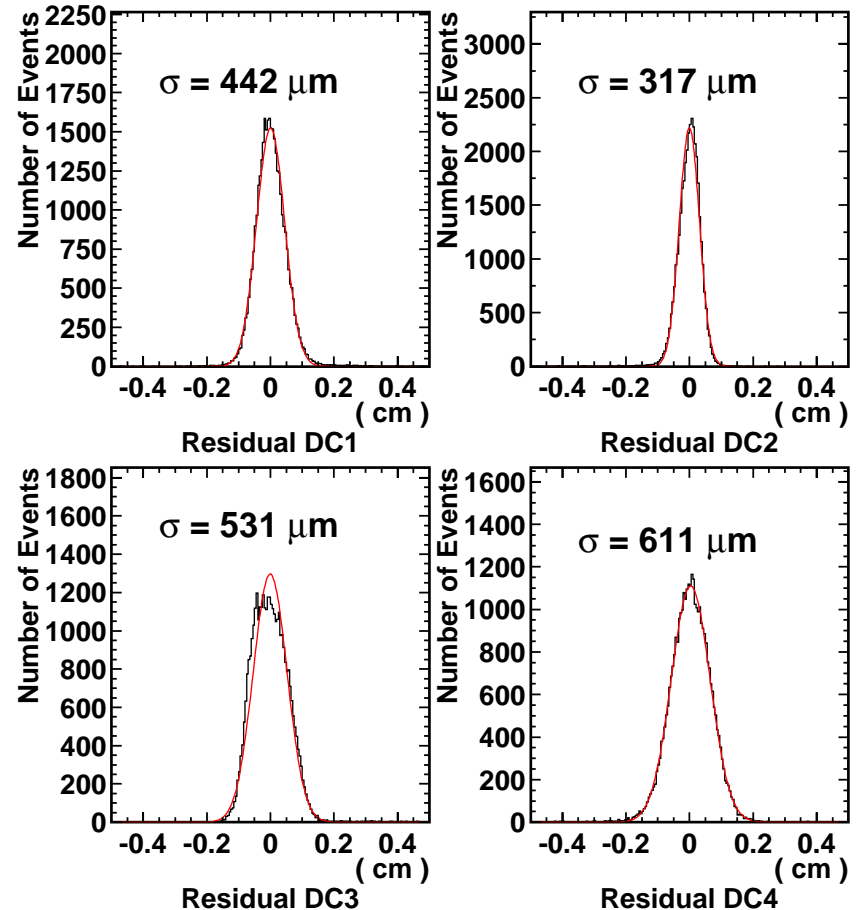 Number of Events
2250
2000
1750
1500
1250
1000
750
500
250
0
σ = 442 μm
-0.4 -0.2 0 0.2 0.4
( cm )
Residual DC1
Number of Events
3000
2500
2000
1500
1000
500
0
σ = 317 μm
-0.4 -0.2 0 0.2 0.4
( cm )
Residual DC2
Number of Events
1800
1600
1400
1200
1000
800
600
400
200
0
σ = 531 μm
-0.4 -0.2 0 0.2 0.4
( cm )
Residual DC3
Number of Events
1600
1400
1200
1000
800
600
400
200
0
σ = 611 μm
-0.4 -0.2 0 0.2 0.4
( cm )
Residual DC4